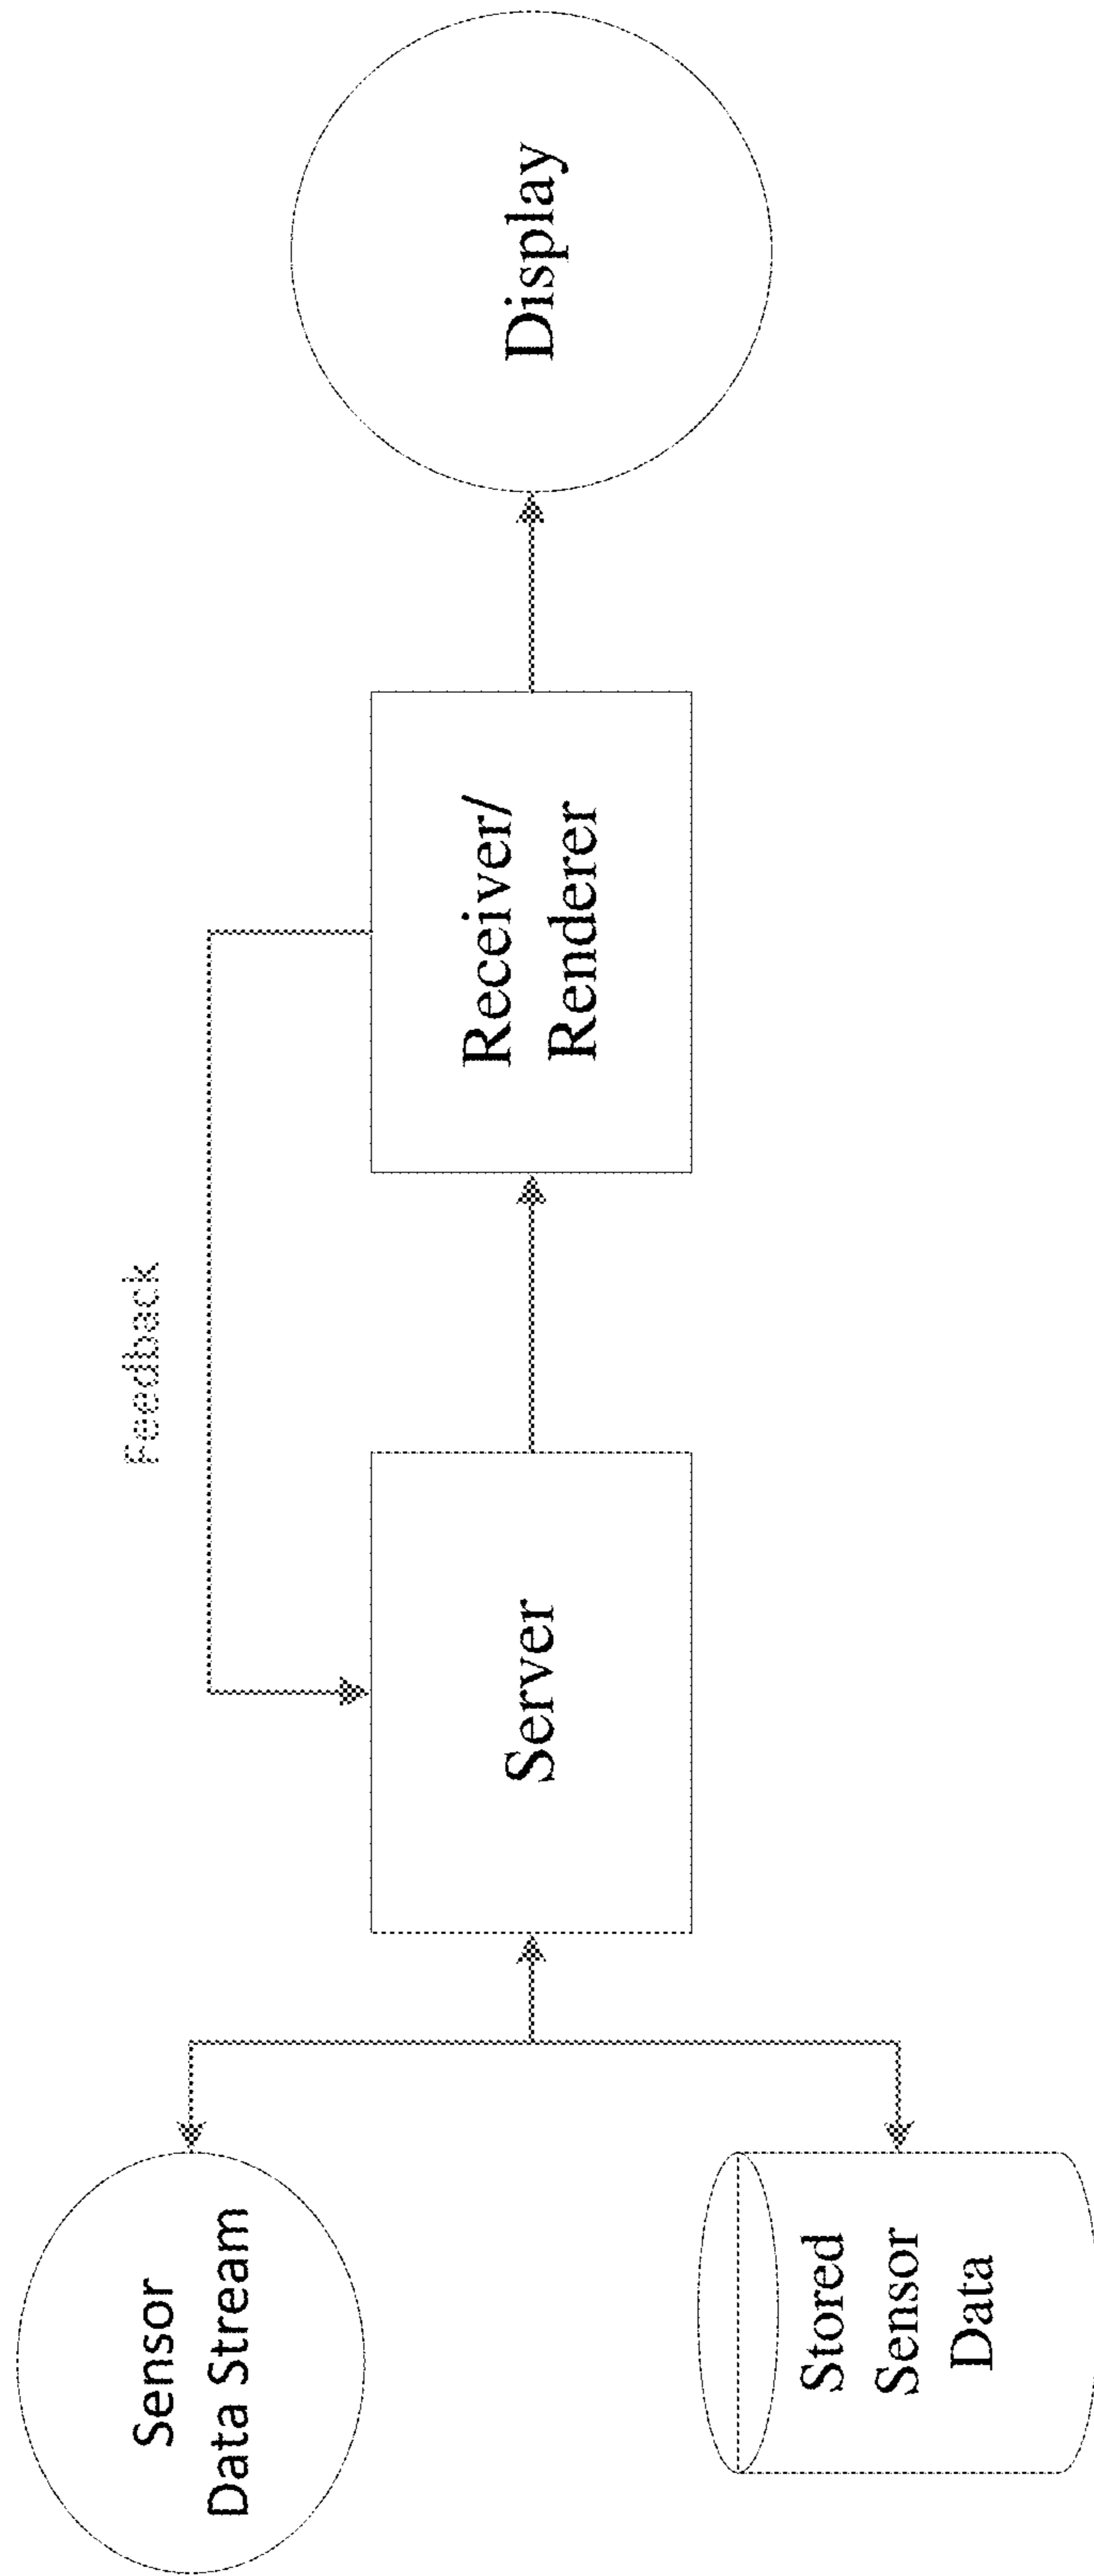 Feedback
Sensor
Data Stream
Server
Receiver/
Renderer
Display
Stored
Sensor
Data